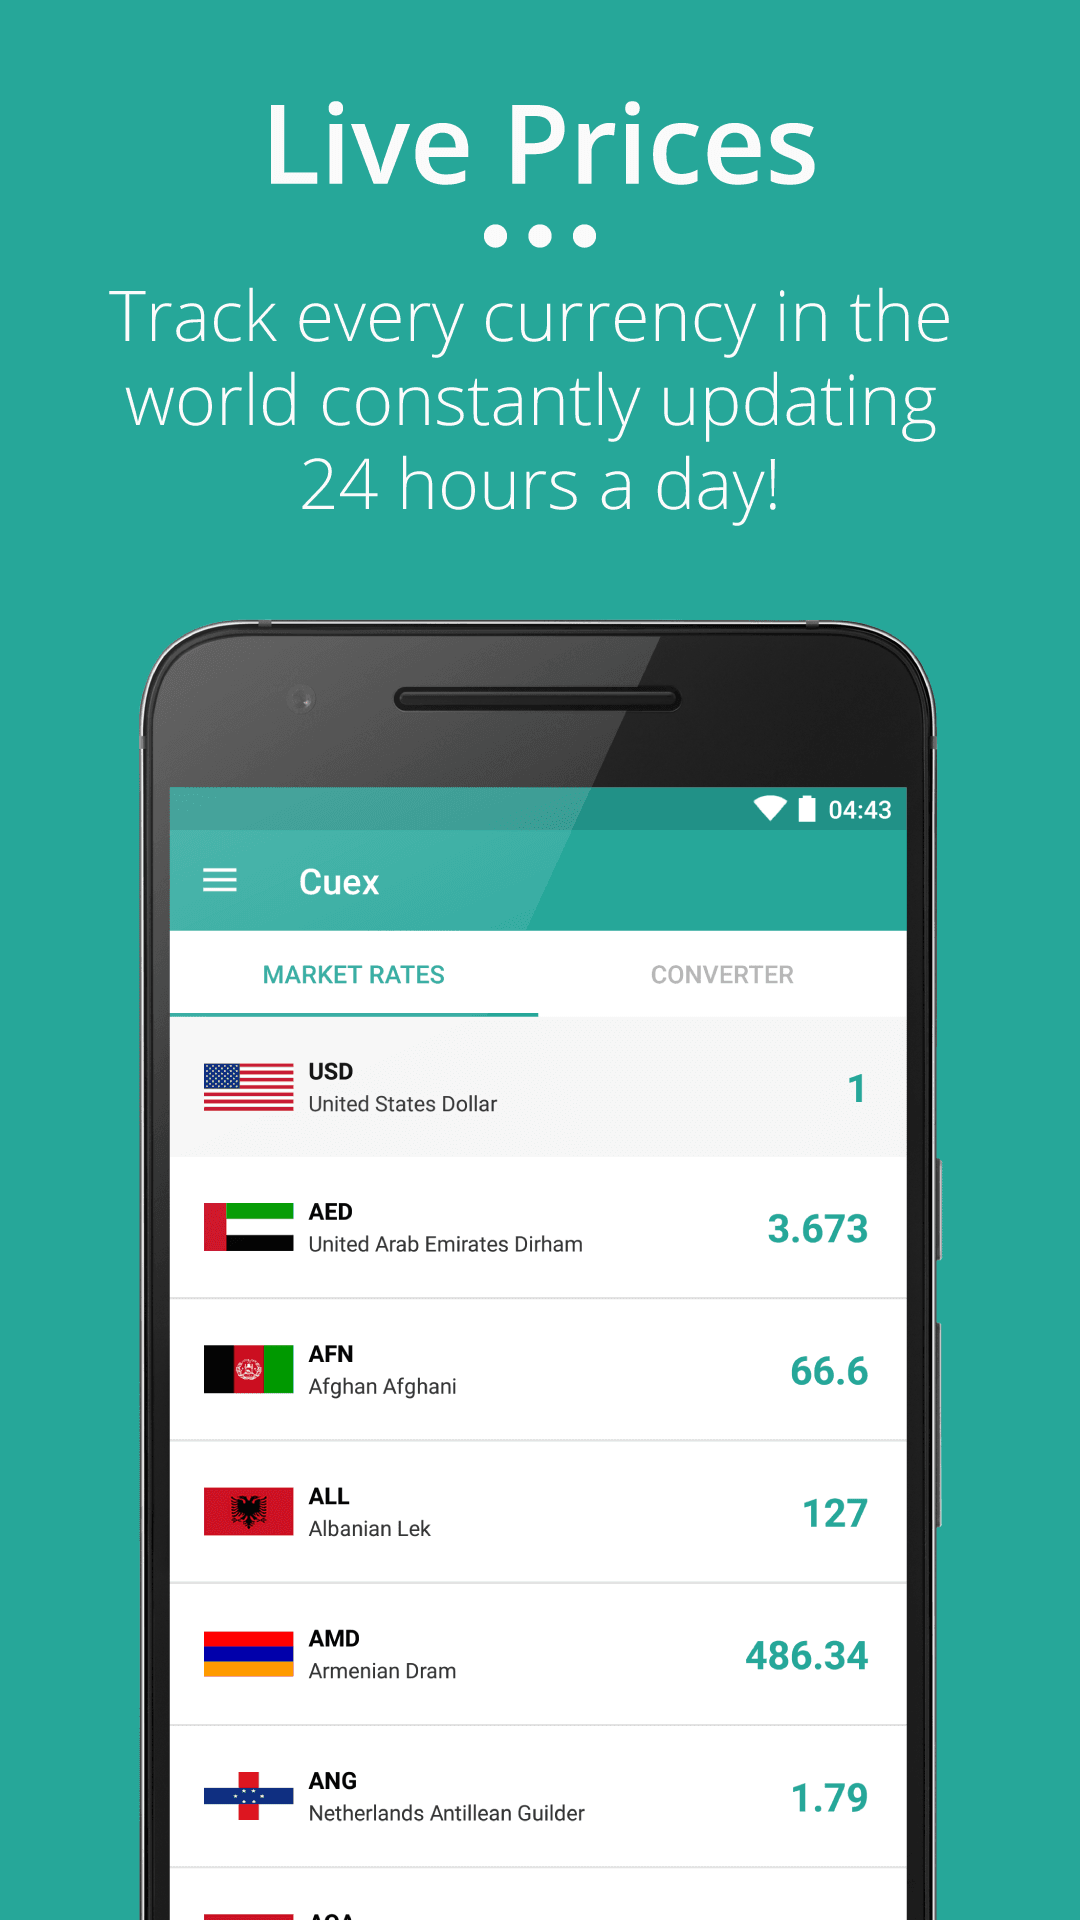 Live Prices
Track every currency in the
world constantly updating
24 hours a day!
04:43
Cuex
MARKET RATES
CONVERTER
USD
United States Dollar
1
AED
United Arab Emirates Dirham
3.673
AFN
Afghan Afghani
66.6
ALL
Albanian Lek
127
AMD
Armenian Dram
486.34
ANG
Netherlands Antillean Guilder
1.79